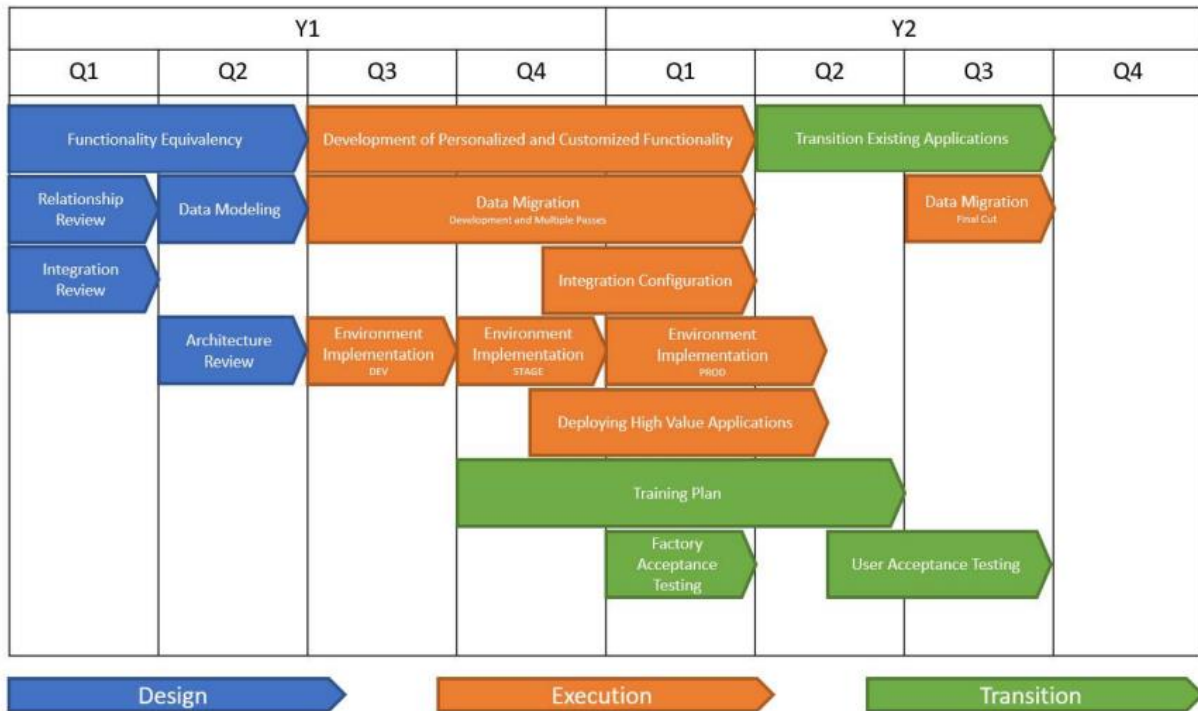 Y1
Y2
Q1
Q2
Q3
Q4
Q1
Q2
Q3
Q4
Functionality Equivalency
Development of Personalized and Customized Functionality
Transition Existing Applications
Relationship
Review
Data Modeling
Data Migration
Development and Multiple Passes
Data Migration
Final Cut
Integration
Review
Integration Configuration
Architecture
Review
Environment
Implementation
DEV
Environment
Implementation
STAGE
Environment
Implementation
PROD
Deploying High Value Applications
Training Plan
Factory
Acceptance
Testing
User Acceptance Testing
Design
Execution
Transition